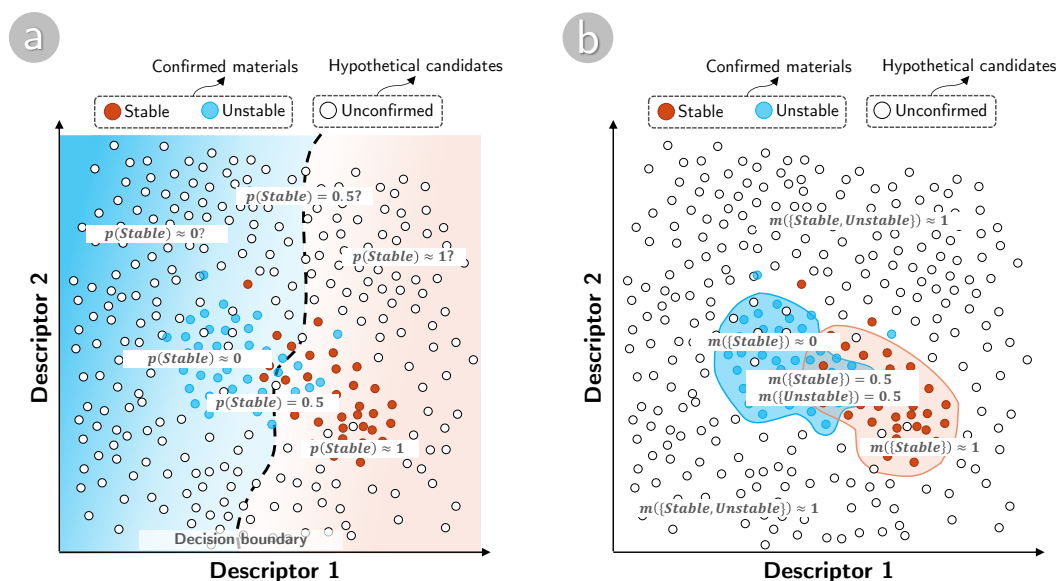 a
Confirmed materials
Hypothetical candidates
Stable
Unstable
Unconfirmed
p(Stable) = 0.5?
p(Stable) ≈ 0?
p(Stable) ≈ 1?
p(Stable) ≈ 0
p(Stable) = 0.5
p(Stable) ≈ 1
Decision boundary
Descriptor 2
Descriptor 1
b
Confirmed materials
Hypothetical candidates
Stable
Unstable
Unconfirmed
m({Stable, Unstable}) ≈ 1
m({Stable}) ≈ 0
m({Stable}) = 0.5
m({Unstable}) = 0.5
m({Stable}) ≈ 1
m({Stable, Unstable}) ≈ 1
Descriptor 2
Descriptor 1